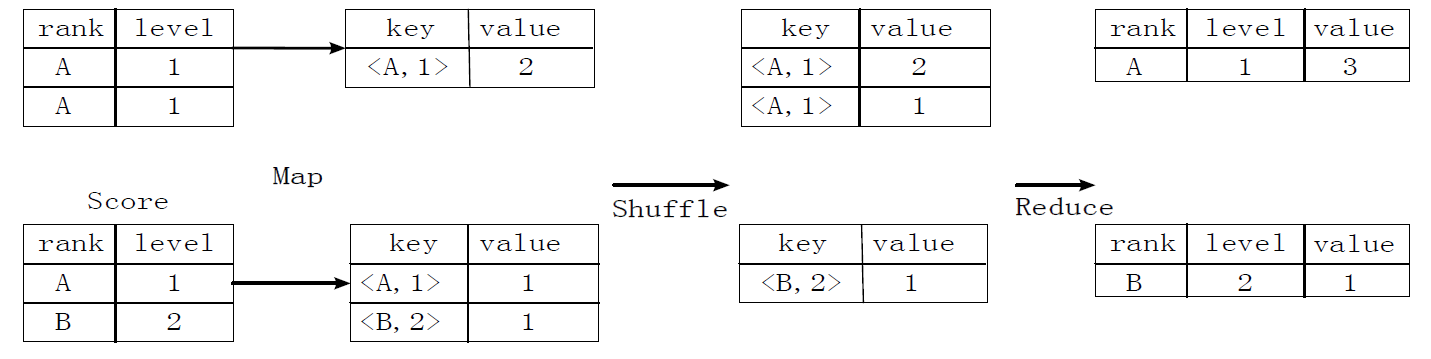 rank level key value key value rank level value
A 1 <A, 1> 2 <A, 1> 2 A 1 3
A 1 <A, 1> 1
Map
Score
Shuffle
Reduce
rank level key value key value rank level value
A 1 <A, 1> 1 <B, 2> 1 B 2 1
B 2 <B, 2> 1